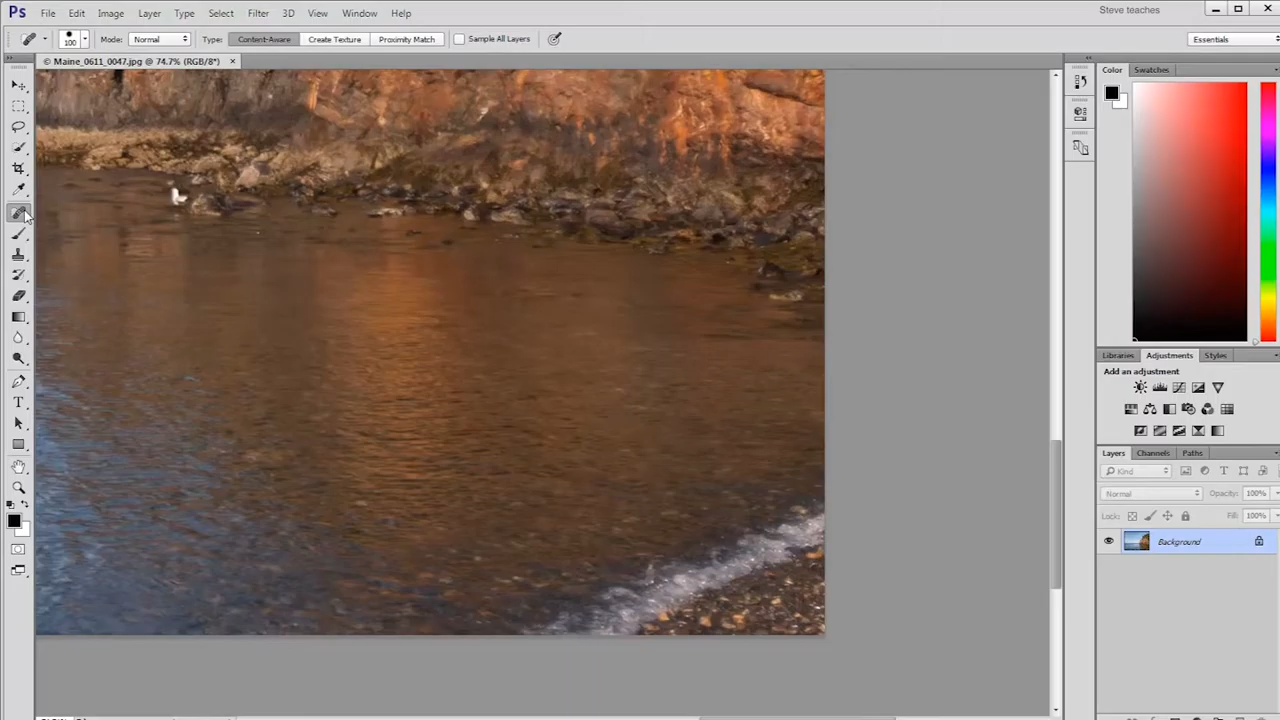 Ps File Edit Image Layer Type Select Filter 3D View Window Help Steve teaches
100 Mode: Normal Type: Content-Aware Create Texture Proximity Match Sample All Layers Essentials
© Maine_0611_0047.jpg @ 74.7% (RGB/8*) ×
Color Swatches
Libraries Adjustments Styles
Add an adjustment
Layers Channels Paths
Kind
Normal Opacity: 100%
Lock: Fill: 100%
Background